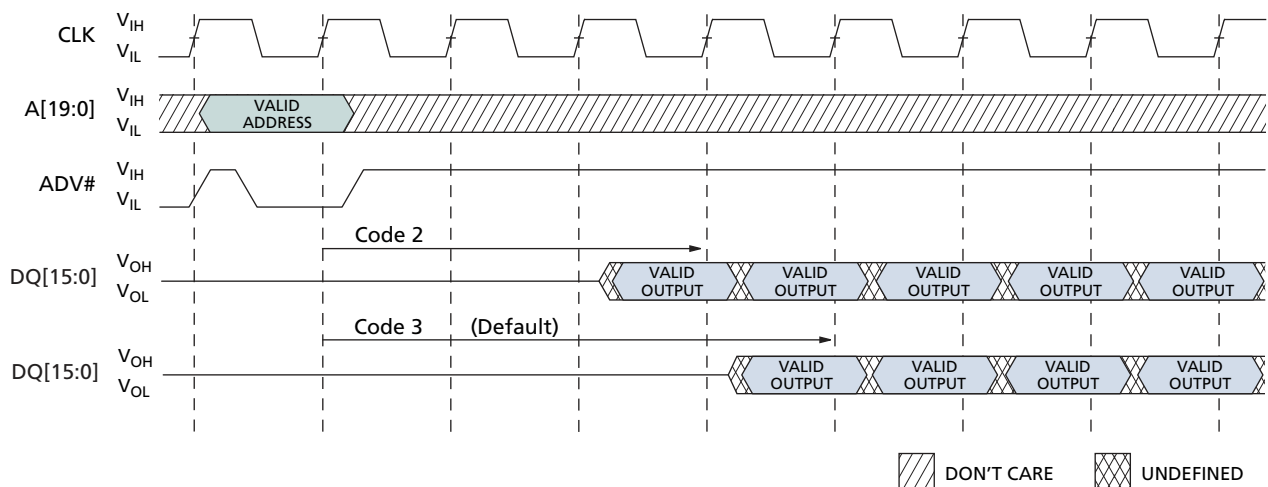 CLK
VIH
VIL
A[19:0]
VIH
VIL
VALID
ADDRESS
ADV#
VIH
VIL
Code 2
DQ[15:0]
VOH
VOL
VALID
OUTPUT
VALID
OUTPUT
VALID
OUTPUT
VALID
OUTPUT
VALID
OUTPUT
Code 3 (Default)
DQ[15:0]
VOH
VOL
VALID
OUTPUT
VALID
OUTPUT
VALID
OUTPUT
VALID
OUTPUT
DON'T CARE
UNDEFINED